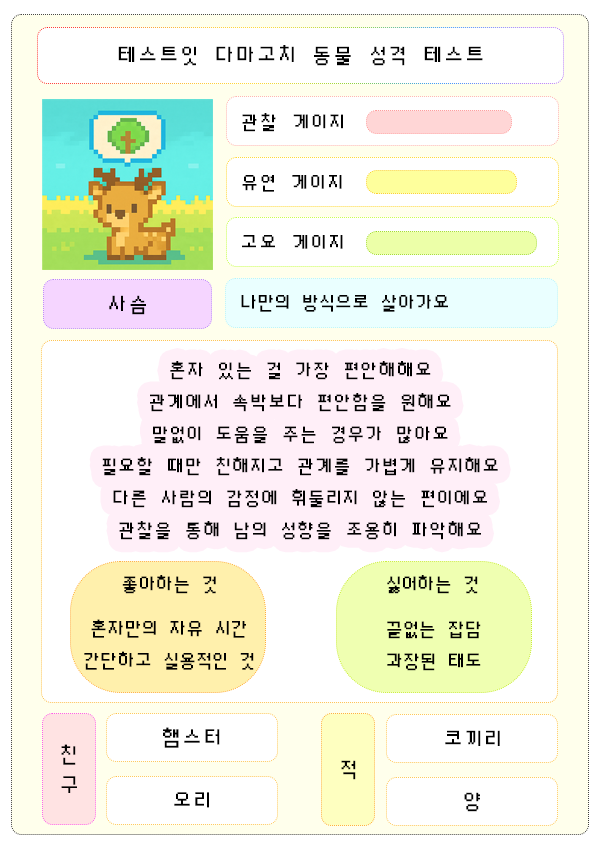 테스트잇 다마고치 동물 성격 테스트
관찰 게이지
유연 게이지
고요 게이지
사슴
나만의 방식으로 살아가요
혼자 있는 걸 가장 편안해해요
관계에서 속박보다 편안함을 원해요
말없이 도움을 주는 경우가 많아요
필요할 때만 친해지고 관계를 가볍게 유지해요
다른 사람의 감정에 휘둘리지 않는 편이에요
관찰을 통해 남의 성향을 조용히 파악해요
좋아하는 것
혼자만의 자유 시간
간단하고 실용적인 것
싫어하는 것
끝없는 잡담
과장된 태도
친구
햄스터
오리
적
코끼리
양